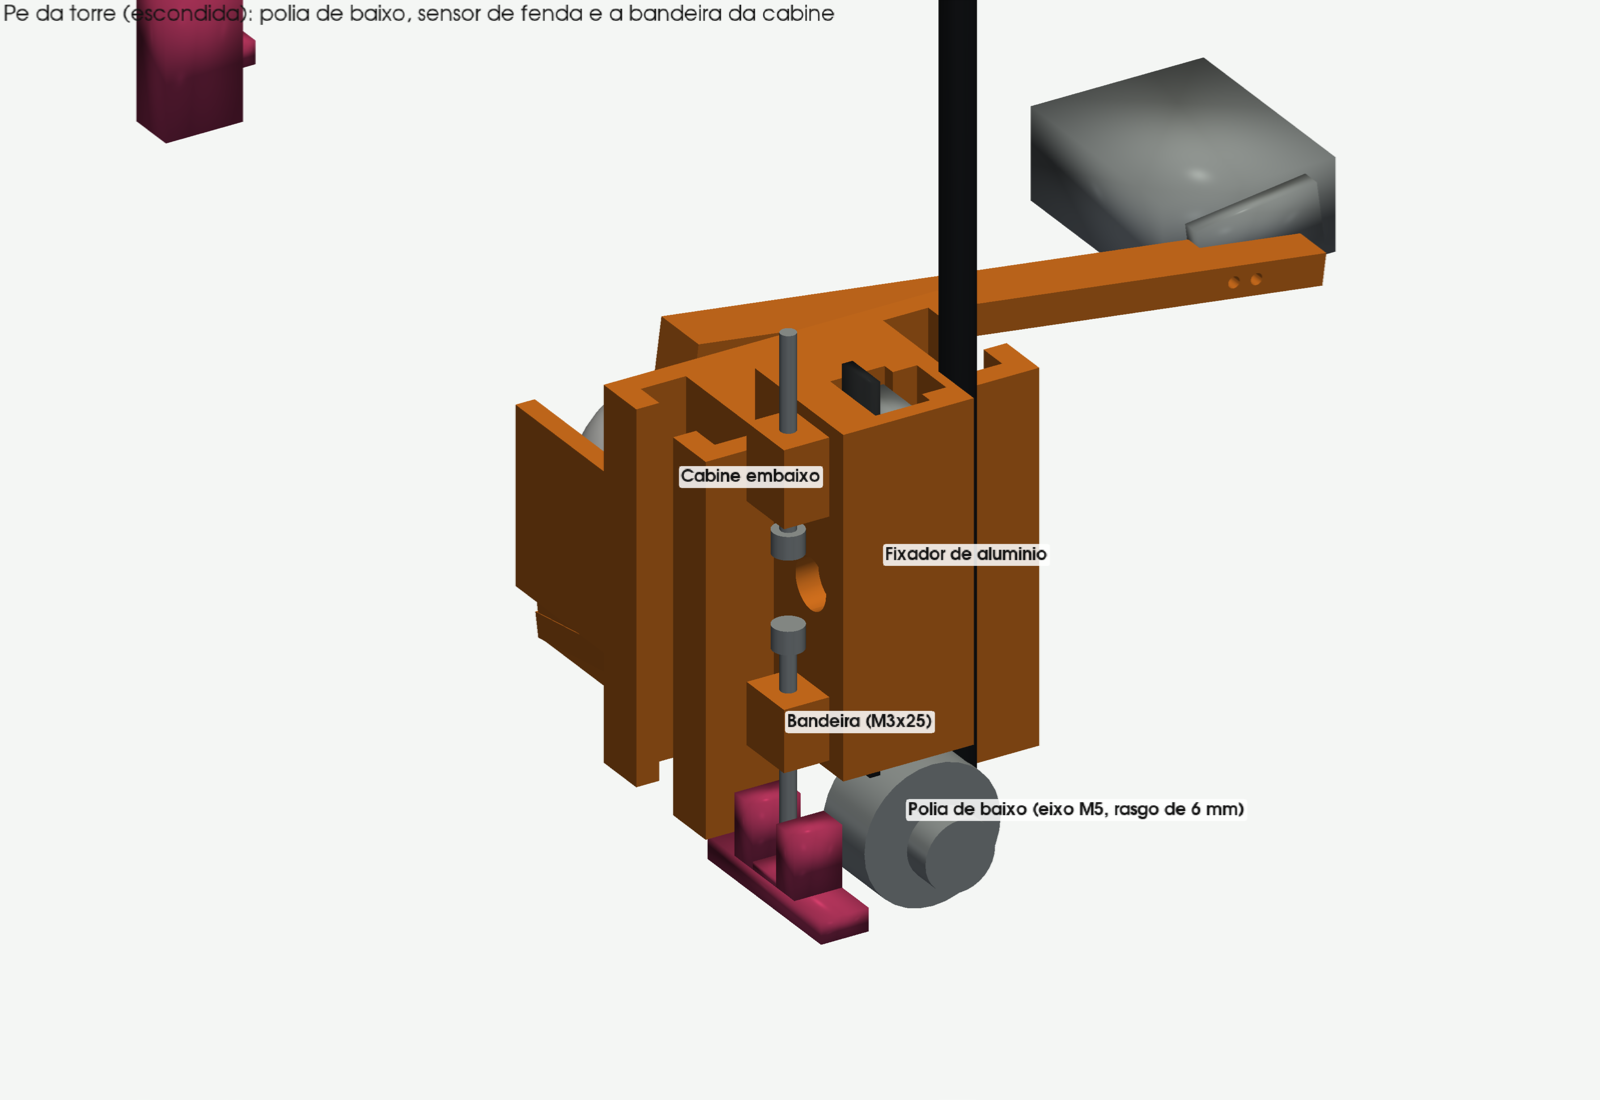 Pe da torre (escondida): polia de baixo, sensor de fenda e a bandeira da cabine
Cabine embaixo
Fixador de aluminio
Bandeira (M3x25)
Polia de baixo (eixo M5, rasgo de 6 mm)